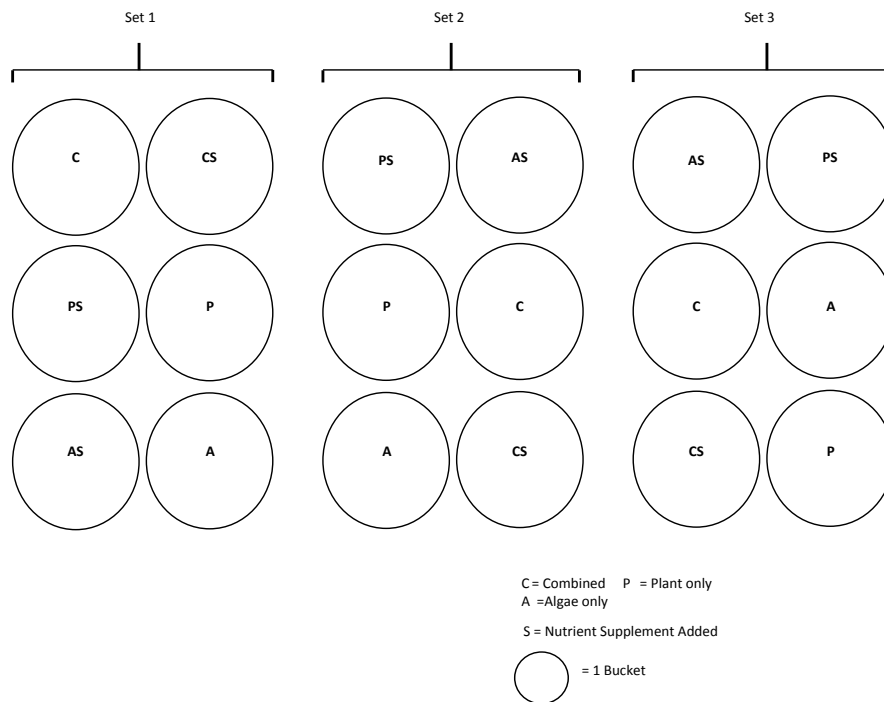 Set 1
Set 2
Set 3
C
CS
PS
AS
AS
PS
PS
P
P
C
C
A
AS
A
A
CS
CS
P
C = Combined P = Plant only
A =Algae only
S = Nutrient Supplement Added
= 1 Bucket